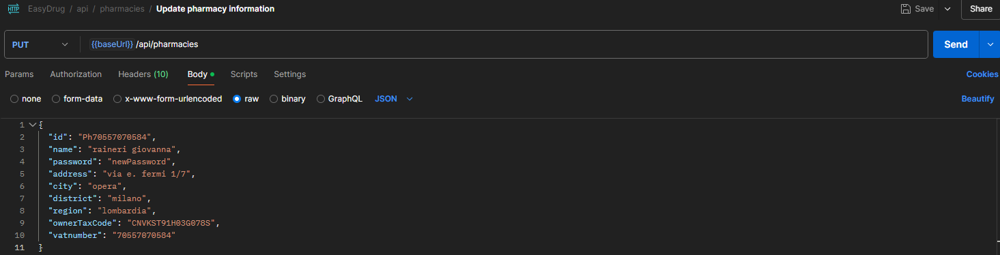 HTTP EasyDrug / api / pharmacies / Update pharmacy information Save Share
PUT {{baseUrl}} /api/pharmacies Send
Params Authorization Headers (10) Body Scripts Settings Cookies
none form-data x-www-form-urlencoded raw binary GraphQL JSON Beautify
1 {
2 "id": "Ph70557070584",
3 "name": "raineri giovanna",
4 "password": "newPassword",
5 "address": "via e. fermi 1/7",
6 "city": "opera",
7 "district": "milano",
8 "region": "lombardia",
9 "ownerTaxCode": "CNVKST91H03G078S",
10 "vatnumber": "70557070584"
11 }